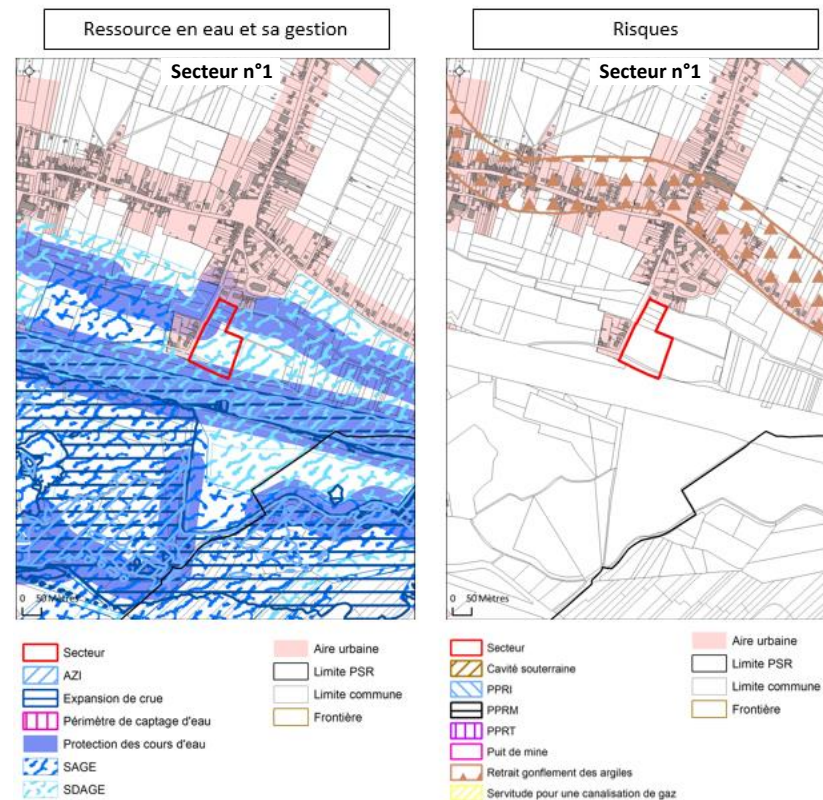 Ressource en eau et sa gestion
Secteur n°1
0 50 Mètres
Secteur
AZI
Expansion de crue
Périmètre de captage d'eau
Protection des cours d'eau
SAGE
SDAGE
Aire urbaine
Limite PSR
Limite commune
Frontière
Risques
Secteur n°1
0 50 Mètres
Secteur
Cavité souterraine
PPRI
PPRM
PPRT
Puit de mine
Retrait gonflement des argiles
Servitude pour une canalisation de gaz
Aire urbaine
Limite PSR
Limite commune
Frontière